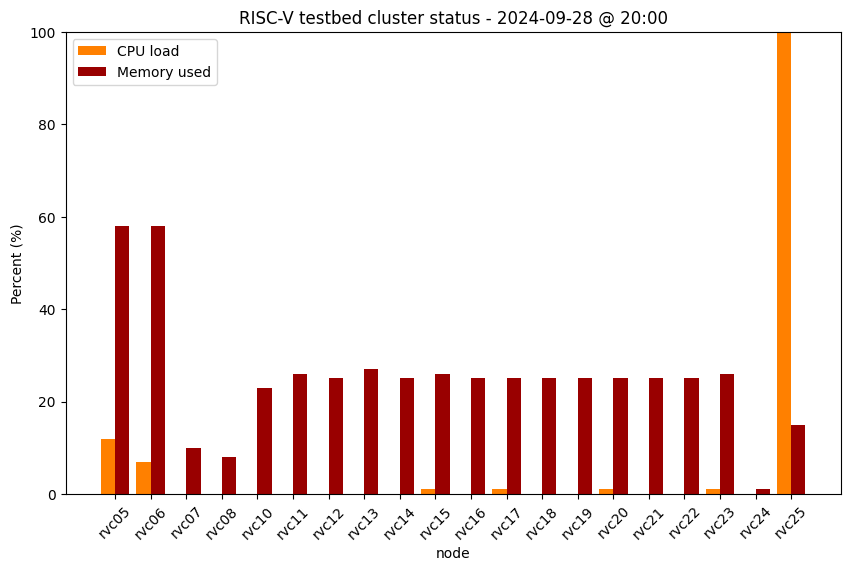 RISC-V testbed cluster status - 2024-09-28 @ 20:00
CPU load
Memory used
Percent (%)
100
80
60
40
20
0
rvc05
rvc06
rvc07
rvc08
rvc10
rvc11
rvc12
rvc13
rvc14
rvc15
rvc16
rvc17
rvc18
rvc19
rvc20
rvc21
rvc22
rvc23
rvc24
rvc25
node